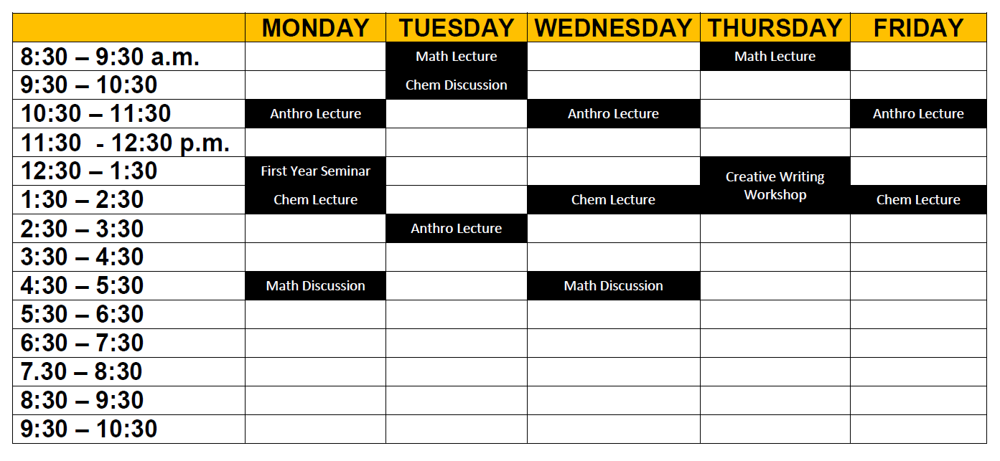 MONDAY TUESDAY WEDNESDAY THURSDAY FRIDAY
8:30 – 9:30 a.m. Math Lecture Math Lecture
9:30 – 10:30 Chem Discussion
10:30 – 11:30 Anthro Lecture Anthro Lecture Anthro Lecture
11:30  - 12:30 p.m.
12:30 – 1:30 First Year Seminar Creative Writing
Workshop
1:30 – 2:30 Chem Lecture Chem Lecture Chem Lecture
2:30 – 3:30 Anthro Lecture
3:30 – 4:30
4:30 – 5:30 Math Discussion Math Discussion
5:30 – 6:30
6:30 – 7:30
7.30 – 8:30
8:30 – 9:30
9:30 – 10:30